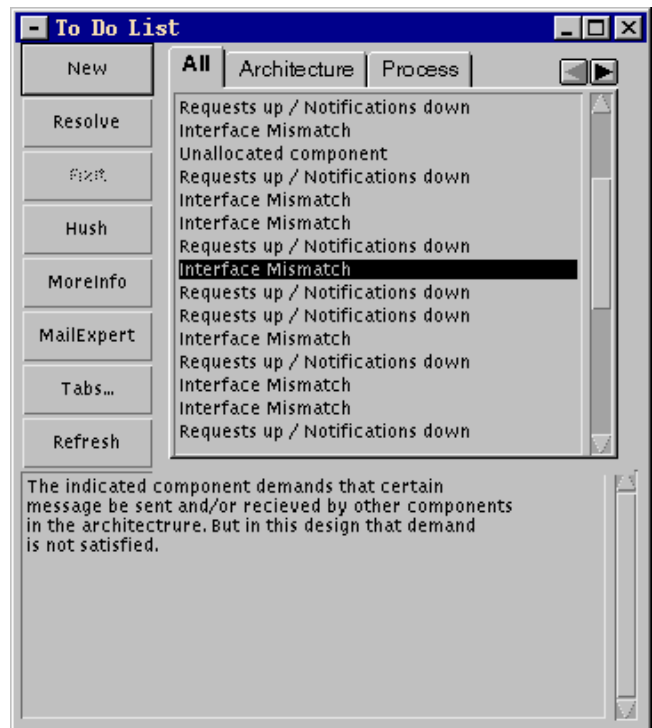 To Do List
New
Resolve
Fixit
Hush
MoreInfo
MailExpert
Tabs...
Refresh
All Architecture Process
Requests up / Notifications down
Interface Mismatch
Unallocated component
Requests up / Notifications down
Interface Mismatch
Interface Mismatch
Requests up / Notifications down
Interface Mismatch
Requests up / Notifications down
Requests up / Notifications down
Interface Mismatch
Requests up / Notifications down
Interface Mismatch
Interface Mismatch
Requests up / Notifications down
The indicated component demands that certain
message be sent and/or recieved by other components
in the architectrure. But in this design that demand
is not satisfied.